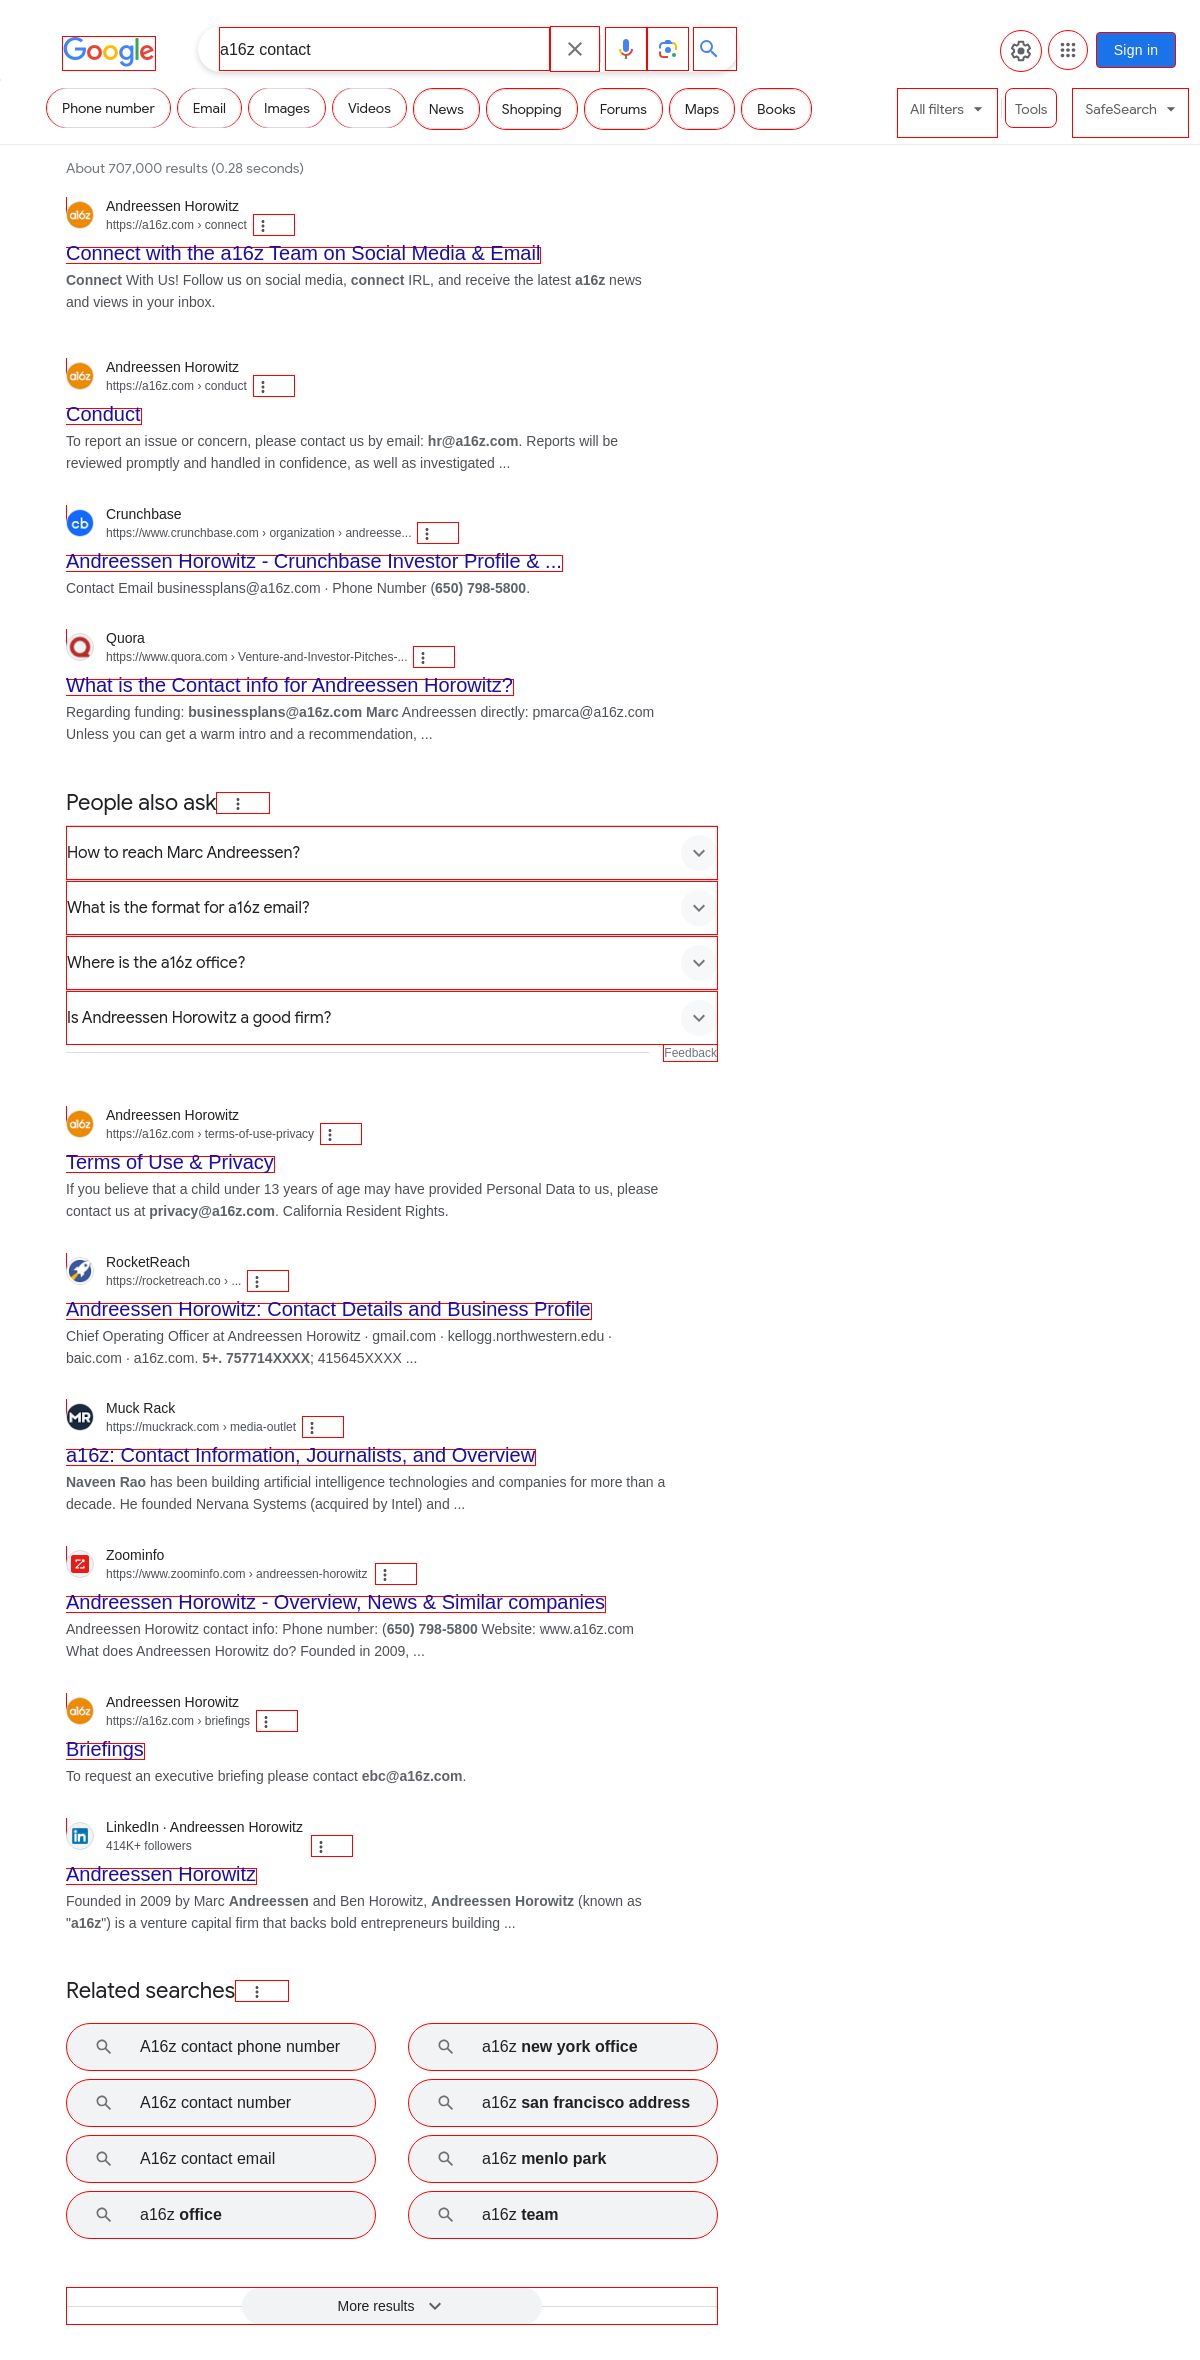 Google
a16z contact
Sign in
Phone number Email Images Videos News Shopping Forums Maps Books All filters Tools SafeSearch
About 707,000 results (0.28 seconds)
a16z
Andreessen Horowitz
https://a16z.com › connect
Connect with the a16z Team on Social Media & Email
Connect With Us! Follow us on social media, connect IRL, and receive the latest a16z news
and views in your inbox.
a16z
Andreessen Horowitz
https://a16z.com › conduct
Conduct
To report an issue or concern, please contact us by email: hr@a16z.com. Reports will be
reviewed promptly and handled in confidence, as well as investigated ...
cb
Crunchbase
https://www.crunchbase.com › organization › andreesse...
Andreessen Horowitz - Crunchbase Investor Profile & ...
Contact Email businessplans@a16z.com · Phone Number (650) 798-5800.
Quora
https://www.quora.com › Venture-and-Investor-Pitches-...
What is the Contact info for Andreessen Horowitz?
Regarding funding: businessplans@a16z.com Marc Andreessen directly: pmarca@a16z.com
Unless you can get a warm intro and a recommendation, ...
People also ask
How to reach Marc Andreessen?
What is the format for a16z email?
Where is the a16z office?
Is Andreessen Horowitz a good firm?
Feedback
a16z
Andreessen Horowitz
https://a16z.com › terms-of-use-privacy
Terms of Use & Privacy
If you believe that a child under 13 years of age may have provided Personal Data to us, please
contact us at privacy@a16z.com. California Resident Rights.
RocketReach
https://rocketreach.co › ...
Andreessen Horowitz: Contact Details and Business Profile
Chief Operating Officer at Andreessen Horowitz · gmail.com · kellogg.northwestern.edu ·
baic.com · a16z.com. 5+. 757714XXXX; 415645XXXX ...
MR
Muck Rack
https://muckrack.com › media-outlet
a16z: Contact Information, Journalists, and Overview
Naveen Rao has been building artificial intelligence technologies and companies for more than a
decade. He founded Nervana Systems (acquired by Intel) and ...
Z
Zoominfo
https://www.zoominfo.com › andreessen-horowitz
Andreessen Horowitz - Overview, News & Similar companies
Andreessen Horowitz contact info: Phone number: (650) 798-5800 Website: www.a16z.com
What does Andreessen Horowitz do? Founded in 2009, ...
a16z
Andreessen Horowitz
https://a16z.com › briefings
Briefings
To request an executive briefing please contact ebc@a16z.com.
in
LinkedIn · Andreessen Horowitz
414K+ followers
Andreessen Horowitz
Founded in 2009 by Marc Andreessen and Ben Horowitz, Andreessen Horowitz (known as
"a16z") is a venture capital firm that backs bold entrepreneurs building ...
Related searches
A16z contact phone number
a16z new york office
A16z contact number
a16z san francisco address
A16z contact email
a16z menlo park
a16z office
a16z team
More results